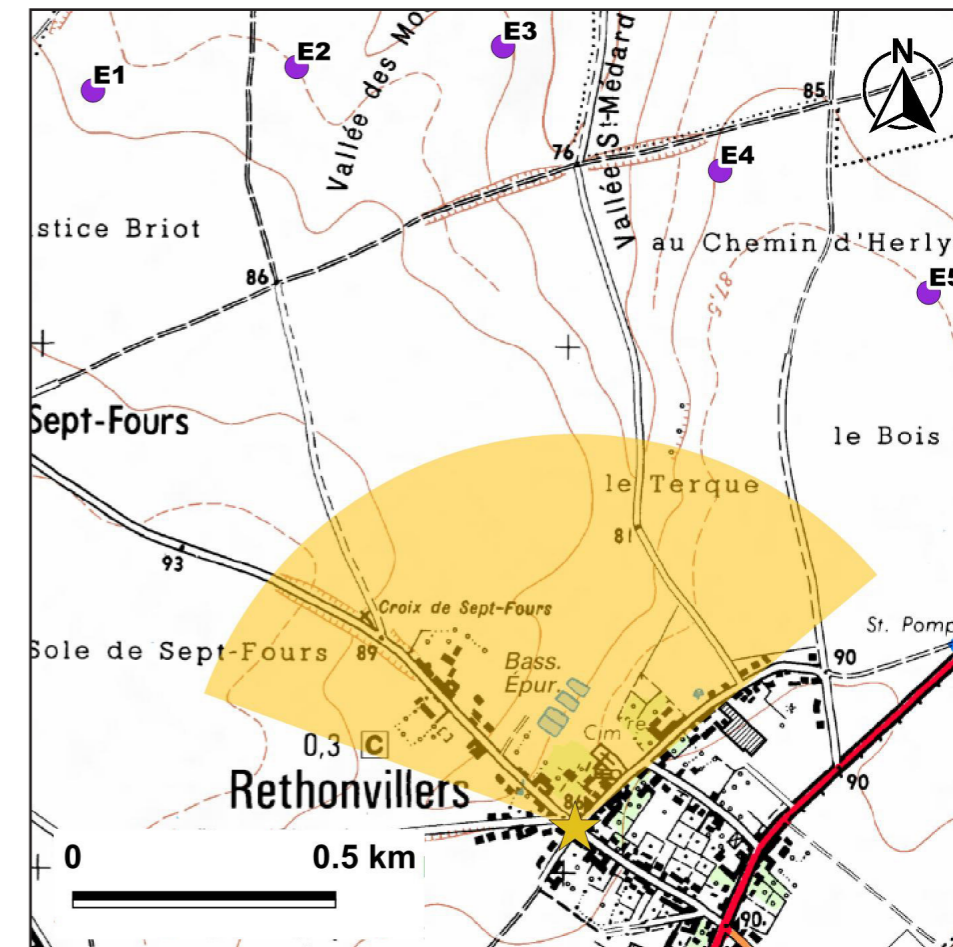 E1
E2
E3
N
Vallée des Mo
Vallée St-Médard
85
76
E4
stice Briot
au Chemin d'Herly
86
E5
87,5
Sept-Fours
le Bois
le Terque
81
93
Croix de Sept-Fours
St. Pomp
Sole de Sept-Fours
89
Bass.
Épur.
90
Cim
0,3 C
Rethonvillers
90
86
0
0.5 km
90